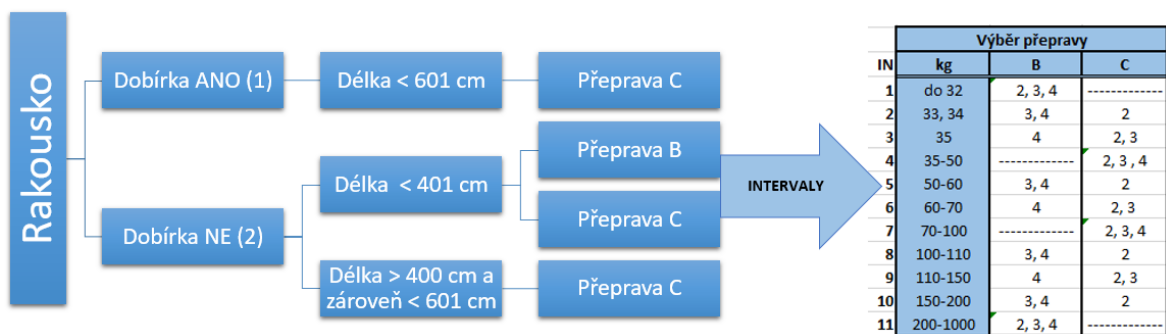 Rakousko
Dobírka ANO (1)
Délka < 601 cm
Přeprava C
Dobírka NE (2)
Délka < 401 cm
Přeprava B
Přeprava C
Délka > 400 cm a
zároveň < 601 cm
Přeprava C
INTERVALY
Výběr přepravy
IN kg B C
1 do 32 2, 3, 4 -------------
2 33, 34 3, 4 2
3 35 4 2, 3
4 35-50 ------------- 2, 3 , 4
5 50-60 3, 4 2
6 60-70 4 2, 3
7 70-100 ------------- 2, 3, 4
8 100-110 3, 4 2
9 110-150 4 2, 3
10 150-200 3, 4 2
11 200-1000 2, 3, 4 -------------